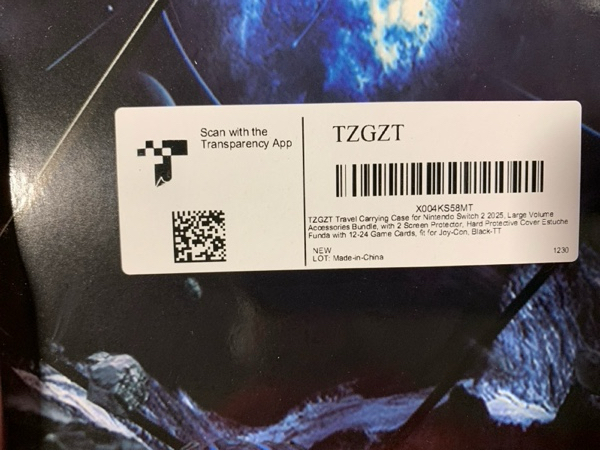 Scan with the
Transparency App
TZGZT
X004KS58MT
TZGZT Travel Carrying Case for Nintendo Switch 2 2025, Large Volume
Accessories Bundle, with 2 Screen Protector, Hard Protective Cover Estuche
Funda with 12-24 Game Cards, fit for Joy-Con, Black-TT
NEW
LOT: Made-in-China
1230